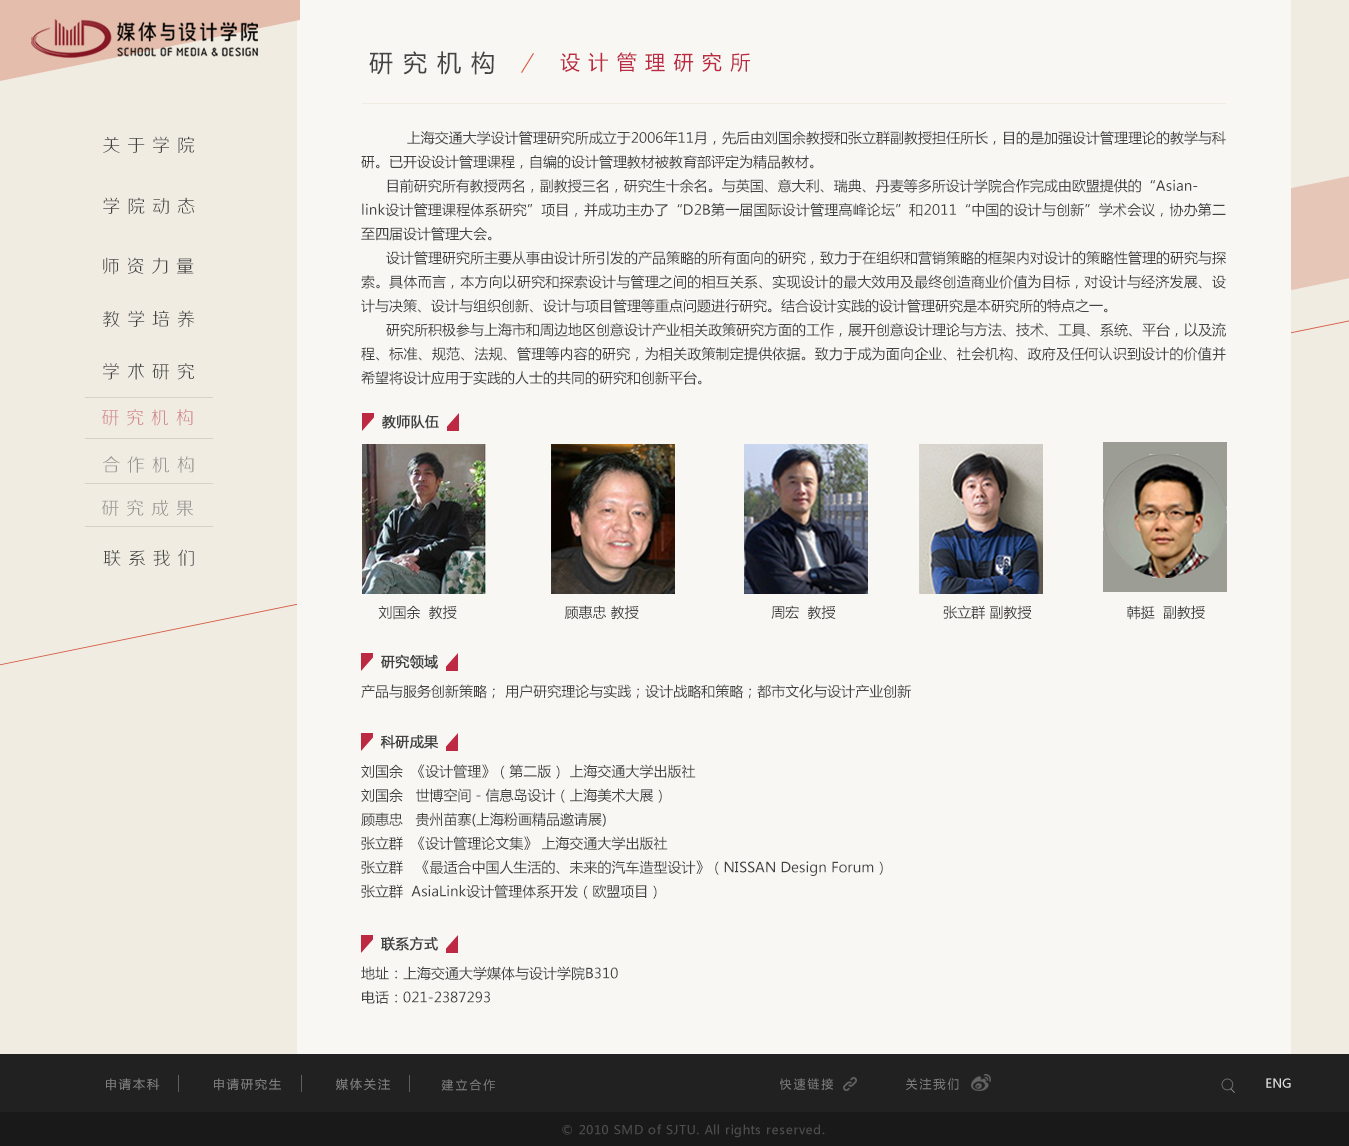 媒体与设计学院
SCHOOL OF MEDIA & DESIGN
关于学院
学院动态
师资力量
教学培养
学术研究
研究机构
合作机构
研究成果
联系我们
研究机构 / 设计管理研究所
上海交通大学设计管理研究所成立于2006年11月，先后由刘国余教授和张立群副教授担任所长，目的是加强设计管理理论的教学与科
研。已开设设计管理课程，自编的设计管理教材被教育部评定为精品教材。
目前研究所有教授两名，副教授三名，研究生十余名。与英国、意大利、瑞典、丹麦等多所设计学院合作完成由欧盟提供的“Asian-
link设计管理课程体系研究”项目，并成功主办了“D2B第一届国际设计管理高峰论坛”和2011“中国的设计与创新”学术会议，协办第二
至四届设计管理大会。
设计管理研究所主要从事由设计所引发的产品策略的所有面向的研究，致力于在组织和营销策略的框架内对设计的策略性管理的研究与探
索。具体而言，本方向以研究和探索设计与管理之间的相互关系、实现设计的最大效用及最终创造商业价值为目标，对设计与经济发展、设
计与决策、设计与组织创新、设计与项目管理等重点问题进行研究。结合设计实践的设计管理研究是本研究所的特点之一。
研究所积极参与上海市和周边地区创意设计产业相关政策研究方面的工作，展开创意设计理论与方法、技术、工具、系统、平台，以及流
程、标准、规范、法规、管理等内容的研究，为相关政策制定提供依据。致力于成为面向企业、社会机构、政府及任何认识到设计的价值并
希望将设计应用于实践的人士的共同的研究和创新平台。
教师队伍
刘国余 教授
顾惠忠 教授
周宏 教授
张立群 副教授
韩挺 副教授
研究领域
产品与服务创新策略； 用户研究理论与实践；设计战略和策略；都市文化与设计产业创新
科研成果
刘国余 《设计管理》（第二版） 上海交通大学出版社
刘国余 世博空间－信息岛设计（上海美术大展）
顾惠忠 贵州苗寨(上海粉画精品邀请展)
张立群 《设计管理论文集》 上海交通大学出版社
张立群 《最适合中国人生活的、未来的汽车造型设计》（NISSAN Design Forum）
张立群 AsiaLink设计管理体系开发（欧盟项目）
联系方式
地址：上海交通大学媒体与设计学院B310
电话：021-2387293
申请本科 申请研究生 媒体关注 建立合作 快速链接 关注我们 ENG
© 2010 SMD of SJTU. All rights reserved.